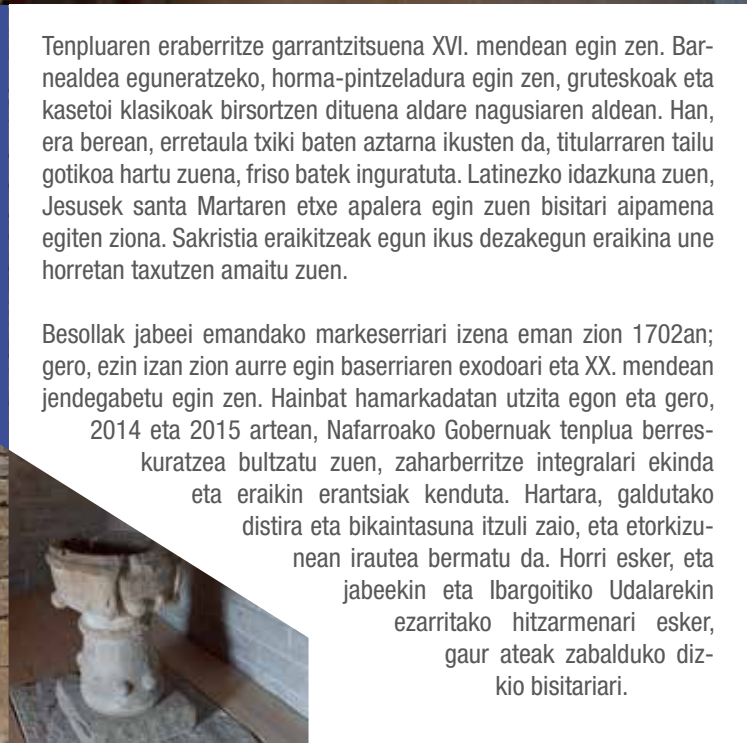 Tenpluaren eraberritze garrantzitsuena XVI. mendean egin zen. Bar-
nealdea eguneratzeko, horma-pintzeladura egin zen, gruteskoak eta
kasetoi klasikoak birsortzen dituena aldare nagusiaren aldean. Han,
era berean, erretaula txiki baten aztarna ikusten da, titularraren tailu
gotikoa hartu zuena, friso batek inguratuta. Latinezko idazkuna zuen,
Jesusek santa Martaren etxe apalera egin zuen bisitari aipamena
egiten ziona. Sakristia eraikitzeak egun ikus dezakegun eraikina une
horretan taxutzen amaitu zuen.
Besollak jabeei emandako markeserriari izena eman zion 1702an;
gero, ezin izan zion aurre egin baserriaren exodoari eta XX. mendean
jendegabetu egin zen. Hainbat hamarkadatan utzita egon eta gero,
2014 eta 2015 artean, Nafarroako Gobernuak tenplua berres-
kuratzea bultzatu zuen, zaharberritze integralari ekinda
eta eraikin erantsiak kenduta. Hartara, galdutako
distira eta bikaintasuna itzuli zaio, eta etorkizu-
nean irautea bermatu da. Horri esker, eta
jabeekin eta Ibargoitiko Udalarekin
ezarritako hitzarmenari esker,
gaur ateak zabalduko diz-
kio bisitariari.